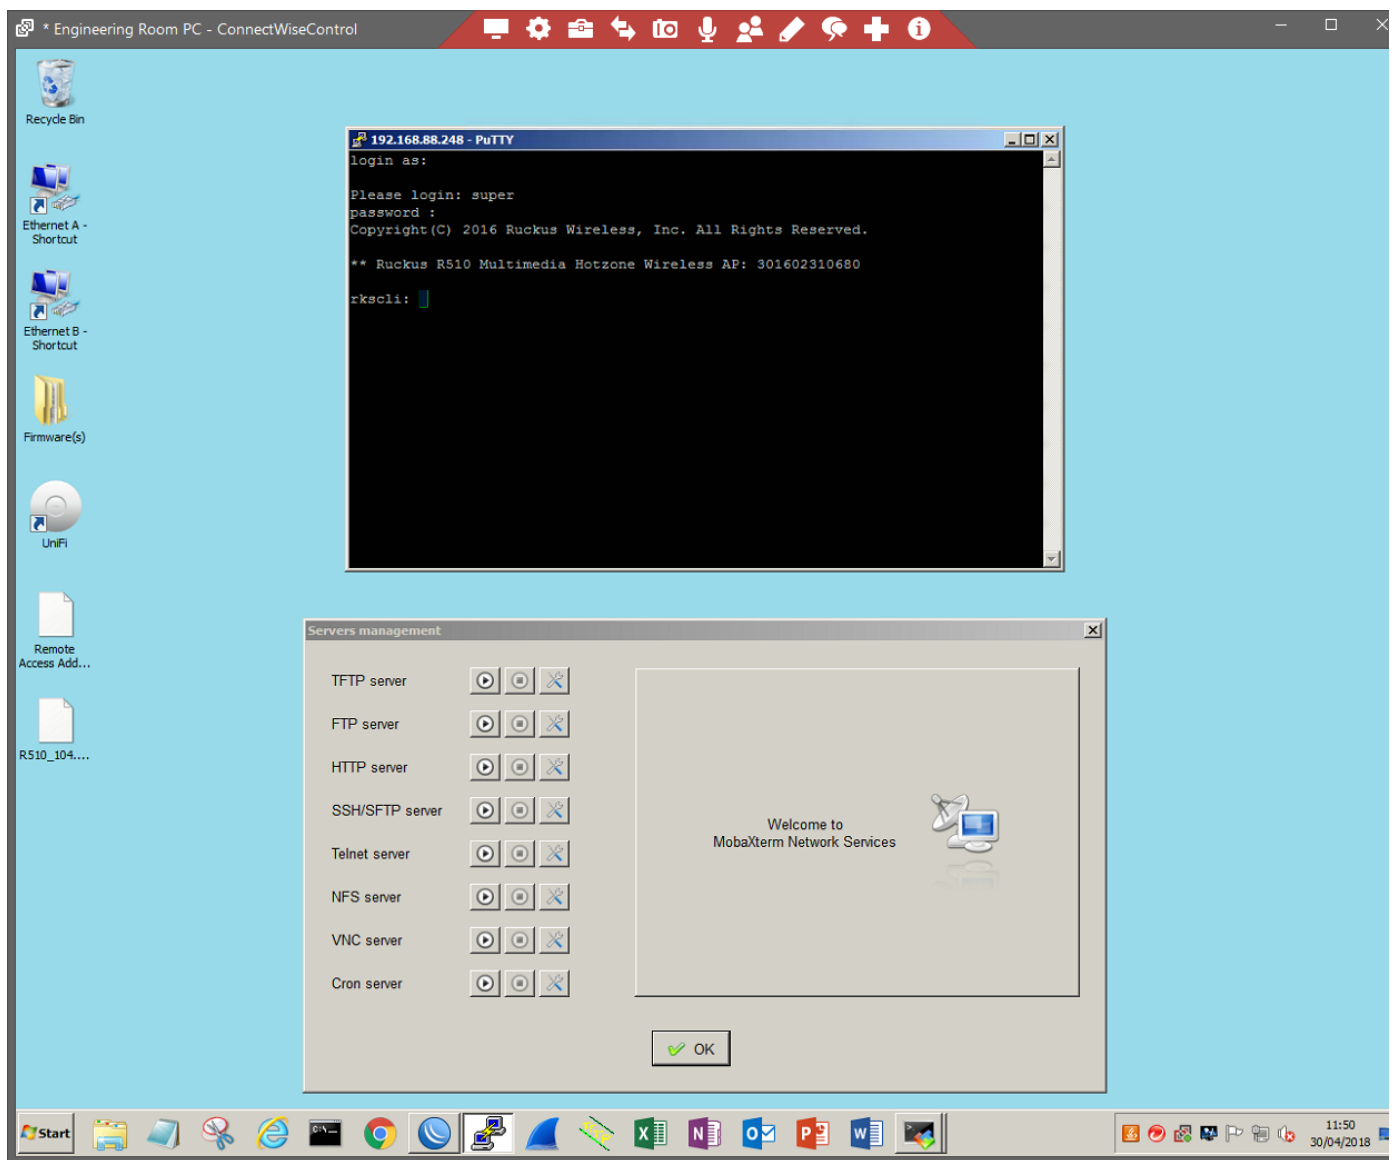 * Engineering Room PC - ConnectWiseControl
Recycle Bin
Ethernet A -
Shortcut
Ethernet B -
Shortcut
Firmware(s)
UniFi
Remote
Access Add...
R510_104....
192.168.88.248 - PuTTY
login as:
Please login: super
password :
Copyright(C) 2016 Ruckus Wireless, Inc. All Rights Reserved.
** Ruckus R510 Multimedia Hotzone Wireless AP: 301602310680
rkscli:
Servers management
TFTP server
FTP server
HTTP server
SSH/SFTP server
Telnet server
NFS server
VNC server
Cron server
Welcome to
MobaXterm Network Services
OK
Start
11:50
30/04/2018